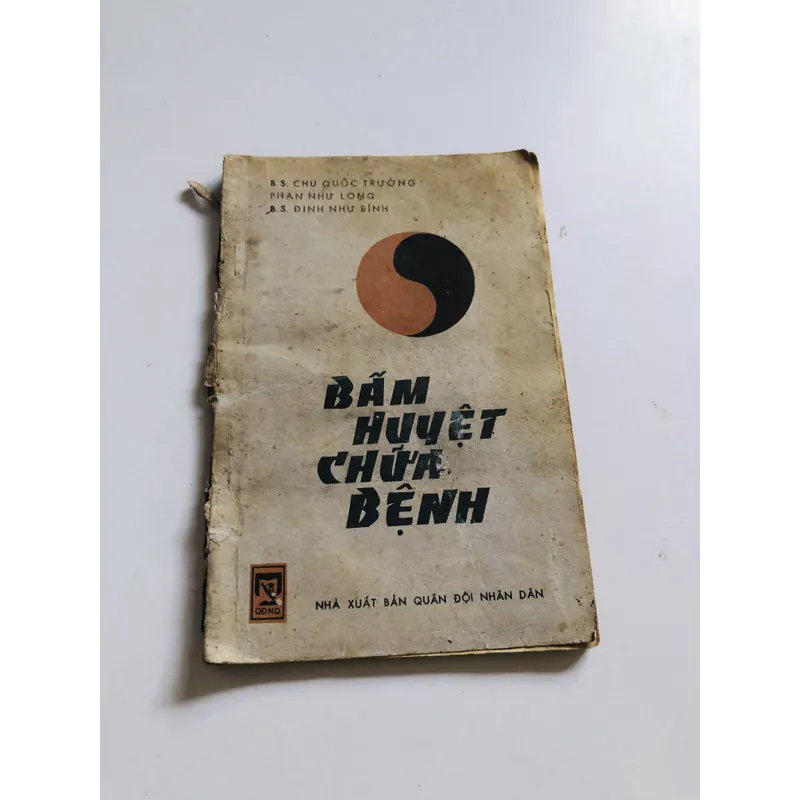 B.S. CHU QUỐC TRƯỜNG
PHAN NHƯ LONG
B.S. ĐINH NHƯ BÍNH
BẤM
HUYỆT
CHỮA
BỆNH
QĐND
NHÀ XUẤT BẢN QUÂN ĐỘI NHÂN DÂN